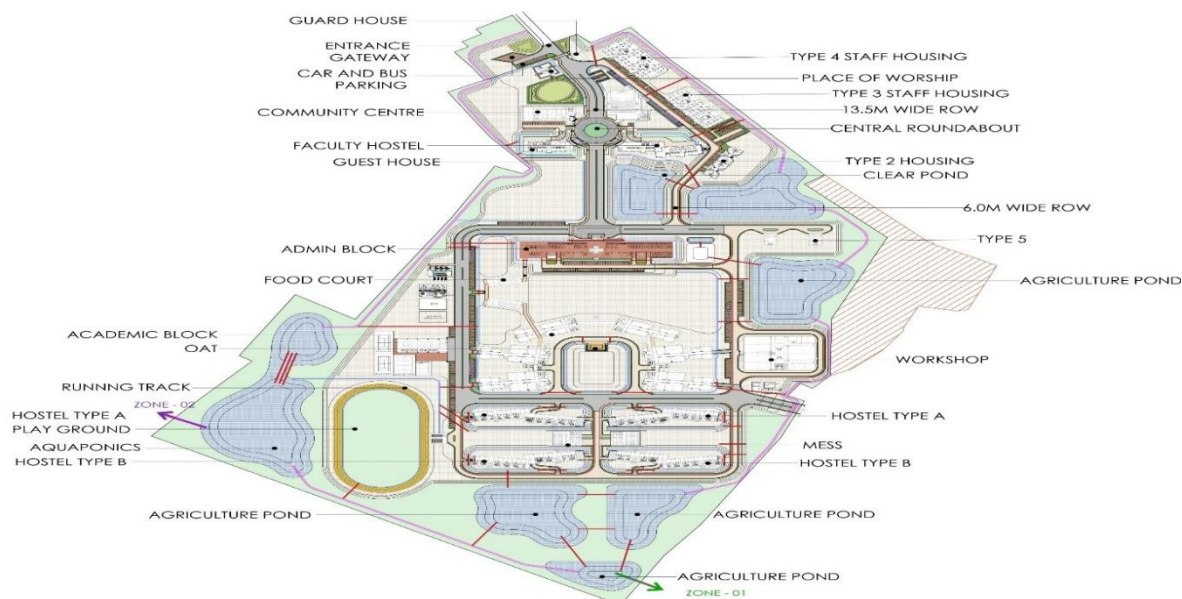 GUARD HOUSE
ENTRANCE
GATEWAY
CAR AND BUS
PARKING
COMMUNITY CENTRE
FACULTY HOSTEL
GUEST HOUSE
ADMIN BLOCK
FOOD COURT
ACADEMIC BLOCK
OAT
RUNNNG TRACK
ZONE - 02
HOSTEL TYPE A
PLAY GROUND
AQUAPONICS
HOSTEL TYPE B
AGRICULTURE POND
TYPE 4 STAFF HOUSING
PLACE OF WORSHIP
TYPE 3 STAFF HOUSING
13.5M WIDE ROW
CENTRAL ROUNDABOUT
TYPE 2 HOUSING
CLEAR POND
6.0M WIDE ROW
TYPE 5
AGRICULTURE POND
WORKSHOP
HOSTEL TYPE A
MESS
HOSTEL TYPE B
AGRICULTURE POND
AGRICULTURE POND
ZONE - 01